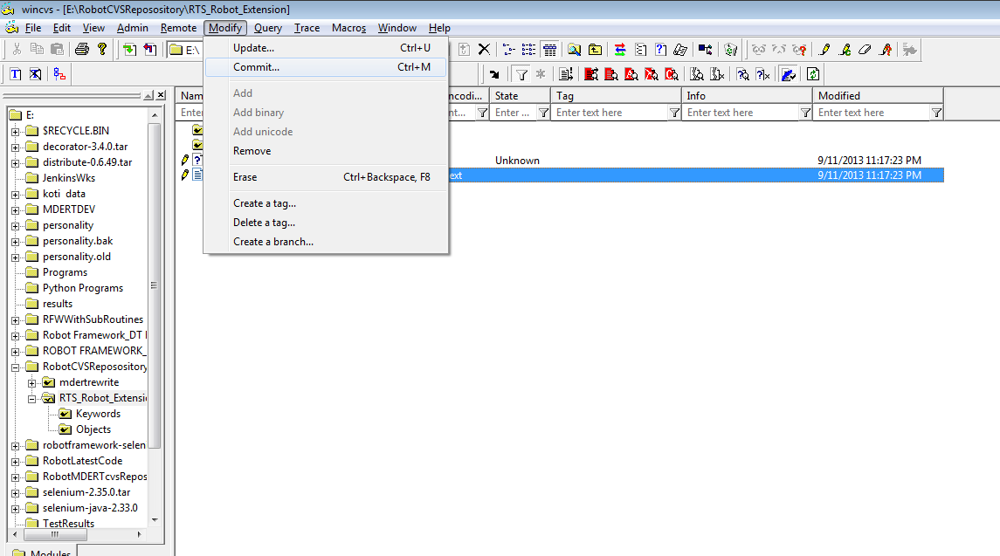 wincvs - [E:\RobotCVSReposository\RTS_Robot_Extension]
File Edit View Admin Remote Modify Query Trace Macros Window Help
E:\
Update... Ctrl+U
Commit... Ctrl+M
Add
Add binary
Add unicode
Remove
Erase Ctrl+Backspace, F8
Create a tag...
Delete a tag...
Create a branch...
Nam ncodi... State Tag Info Modified
Enter nt... Enter ... Enter text here Enter text here Enter text here
Unknown 9/11/2013 11:17:23 PM
ext 9/11/2013 11:17:23 PM
E:
$RECYCLE.BIN
decorator-3.4.0.tar
distribute-0.6.49.tar
JenkinsWks
koti data
MDERTDEV
personality
personality.bak
personality.old
Programs
Python Programs
results
RFWWithSubRoutines
Robot Framework_DT
ROBOT FRAMEWORK_
RobotCVSReposository
mdertrewrite
RTS_Robot_Extensi
Keywords
Objects
robotframework-selen
RobotLatestCode
RobotMDERTcvsRepos
selenium-2.35.0.tar
selenium-java-2.33.0
TestResults
Modules